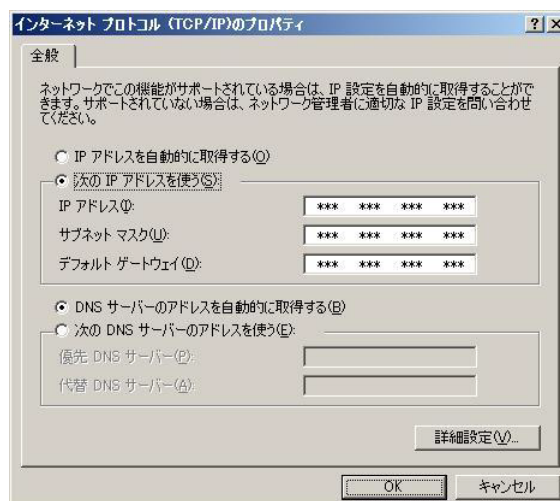 インターネット プロトコル (TCP/IP)のプロパティ
全般
ネットワークでこの機能がサポートされている場合は、IP 設定を自動的に取得することがで
きます。サポートされていない場合は、ネットワーク管理者に適切な IP 設定を問い合わせ
てください。
IP アドレスを自動的に取得する(O)
次の IP アドレスを使う(S):
IP アドレス(I): *** *** *** ***
サブネット マスク(U): *** *** *** ***
デフォルト ゲートウェイ(D): *** *** *** ***
DNS サーバーのアドレスを自動的に取得する(B)
次の DNS サーバーのアドレスを使う(E):
優先 DNS サーバー(P):
代替 DNS サーバー(A):
詳細設定(V)...
OK キャンセル